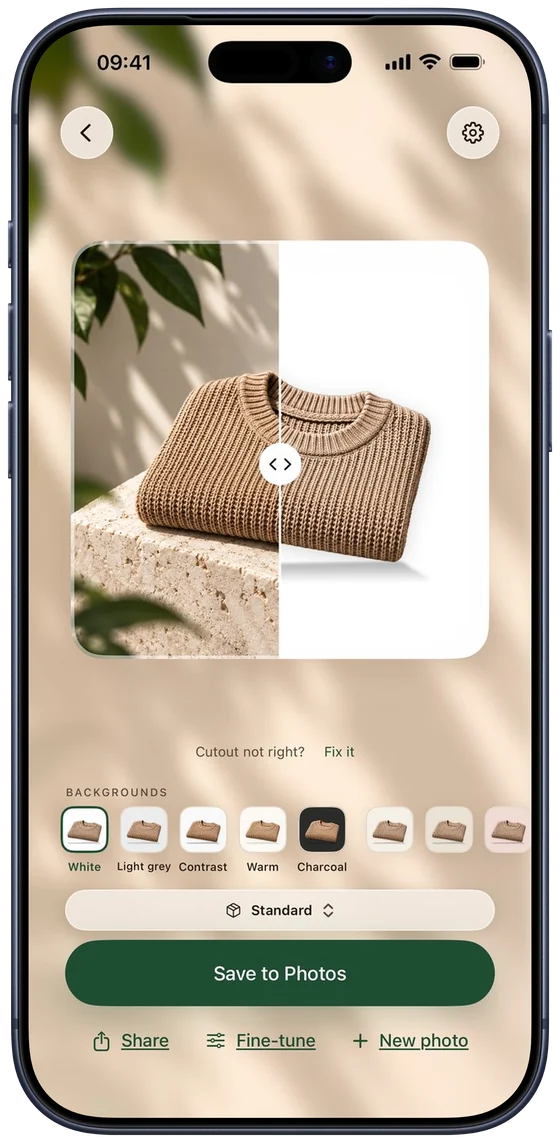 09:41
Cutout not right? Fix it
BACKGROUNDS
White Light grey Contrast Warm Charcoal
Standard
Save to Photos
Share Fine-tune New photo